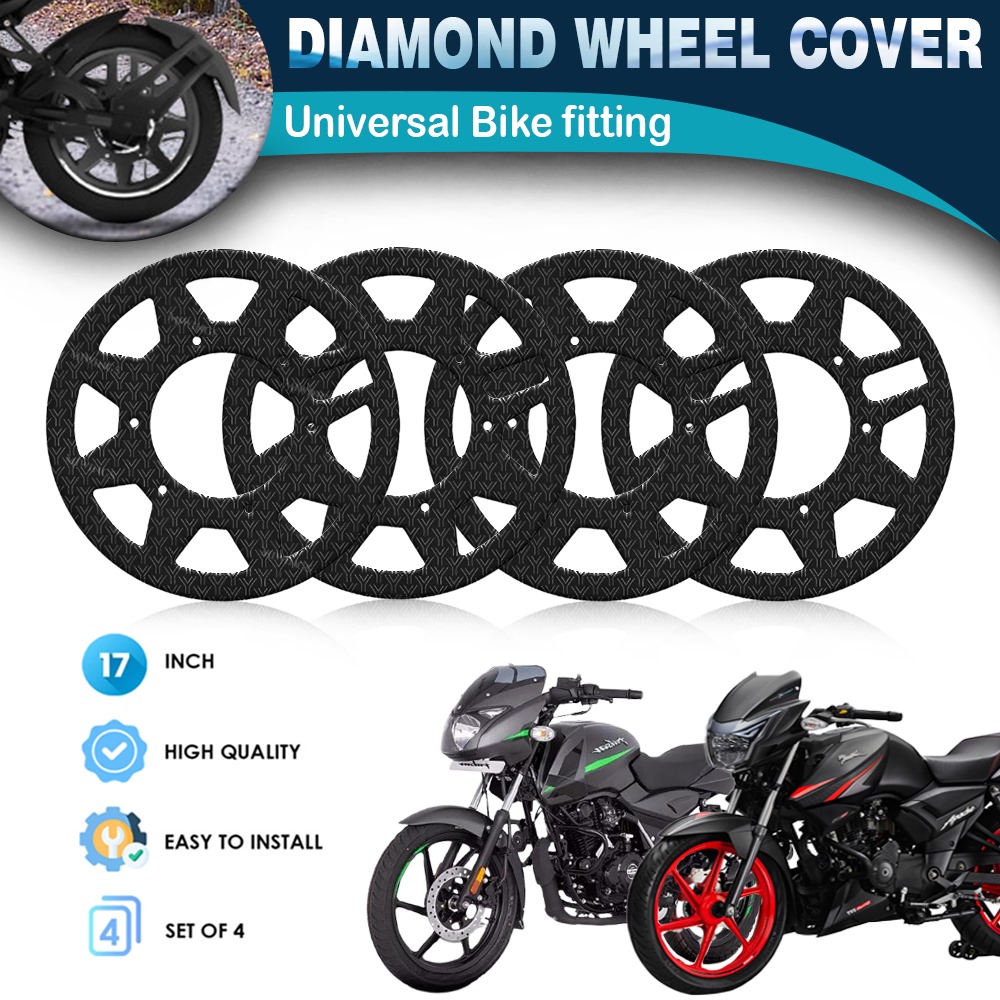 DIAMOND WHEEL COVER
Universal Bike fitting
17 INCH
HIGH QUALITY
EASY TO INSTALL
4 SET OF 4